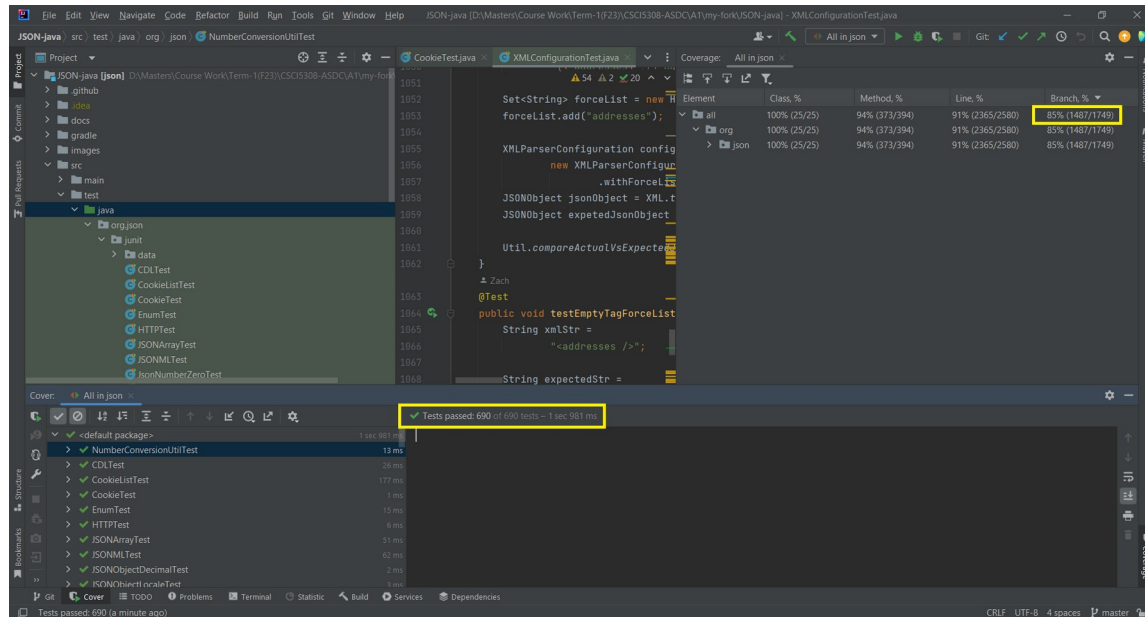 File Edit View Navigate Code Refactor Build Run Tools Git Window Help JSON-java [D:\Masters\Course Work\Term-1(F23)\CSCI5308-ASDC\A1\my-fork\JSON-java] - XMLConfigurationTest.java
JSON-java src test java org json NumberConversionUtilTest All in json Git:
Project
JSON-java [json] D:\Masters\Course Work\Term-1(F23)\CSCI5308-ASDC\A1\my-fork
.github
.idea
docs
gradle
images
src
main
test
java
org.json
junit
data
CDLTest
CookieListTest
CookieTest
EnumTest
HTTPTest
JSONArrayTest
JSONMLTest
JsonNumberZeroTest
Project
Commit
Pull Requests
CookieTest.java XMLConfigurationTest.java
54 2 20
1051
1052 Set<String> forceList = new H
1053 forceList.add("addresses");
1054
1055 XMLParserConfiguration config
1056 new XMLParserConfigur
1057 .withForceLis
1058 JSONObject jsonObject = XML.t
1059 JSONObject expetedJsonObject
1060
1061 Util.compareActualVsExpected
1062 }
Zach
1063 @Test
1064 public void testEmptyTagForceList
1065 String xmlStr =
1066 "<addresses />";
1067
1068 String expectedStr =
Coverage: All in json
Element Class, % Method, % Line, % Branch, %
all 100% (25/25) 94% (373/394) 91% (2365/2580) 85% (1487/1749)
org 100% (25/25) 94% (373/394) 91% (2365/2580) 85% (1487/1749)
json 100% (25/25) 94% (373/394) 91% (2365/2580) 85% (1487/1749)
Cover: All in json
Tests passed: 690 of 690 tests – 1 sec 981 ms
<default package> 1 sec 981 ms
NumberConversionUtilTest 13 ms
CDLTest 26 ms
CookieListTest 177 ms
CookieTest 1 ms
EnumTest 15 ms
HTTPTest 6 ms
JSONArrayTest 51 ms
JSONMLTest 62 ms
JSONObjectDecimalTest 2 ms
JSONObjectLocaleTest 3 ms
Structure
Bookmarks
Coverage
Git Cover TODO Problems Terminal Statistic Build Services Dependencies
Tests passed: 690 (a minute ago) CRLF UTF-8 4 spaces master